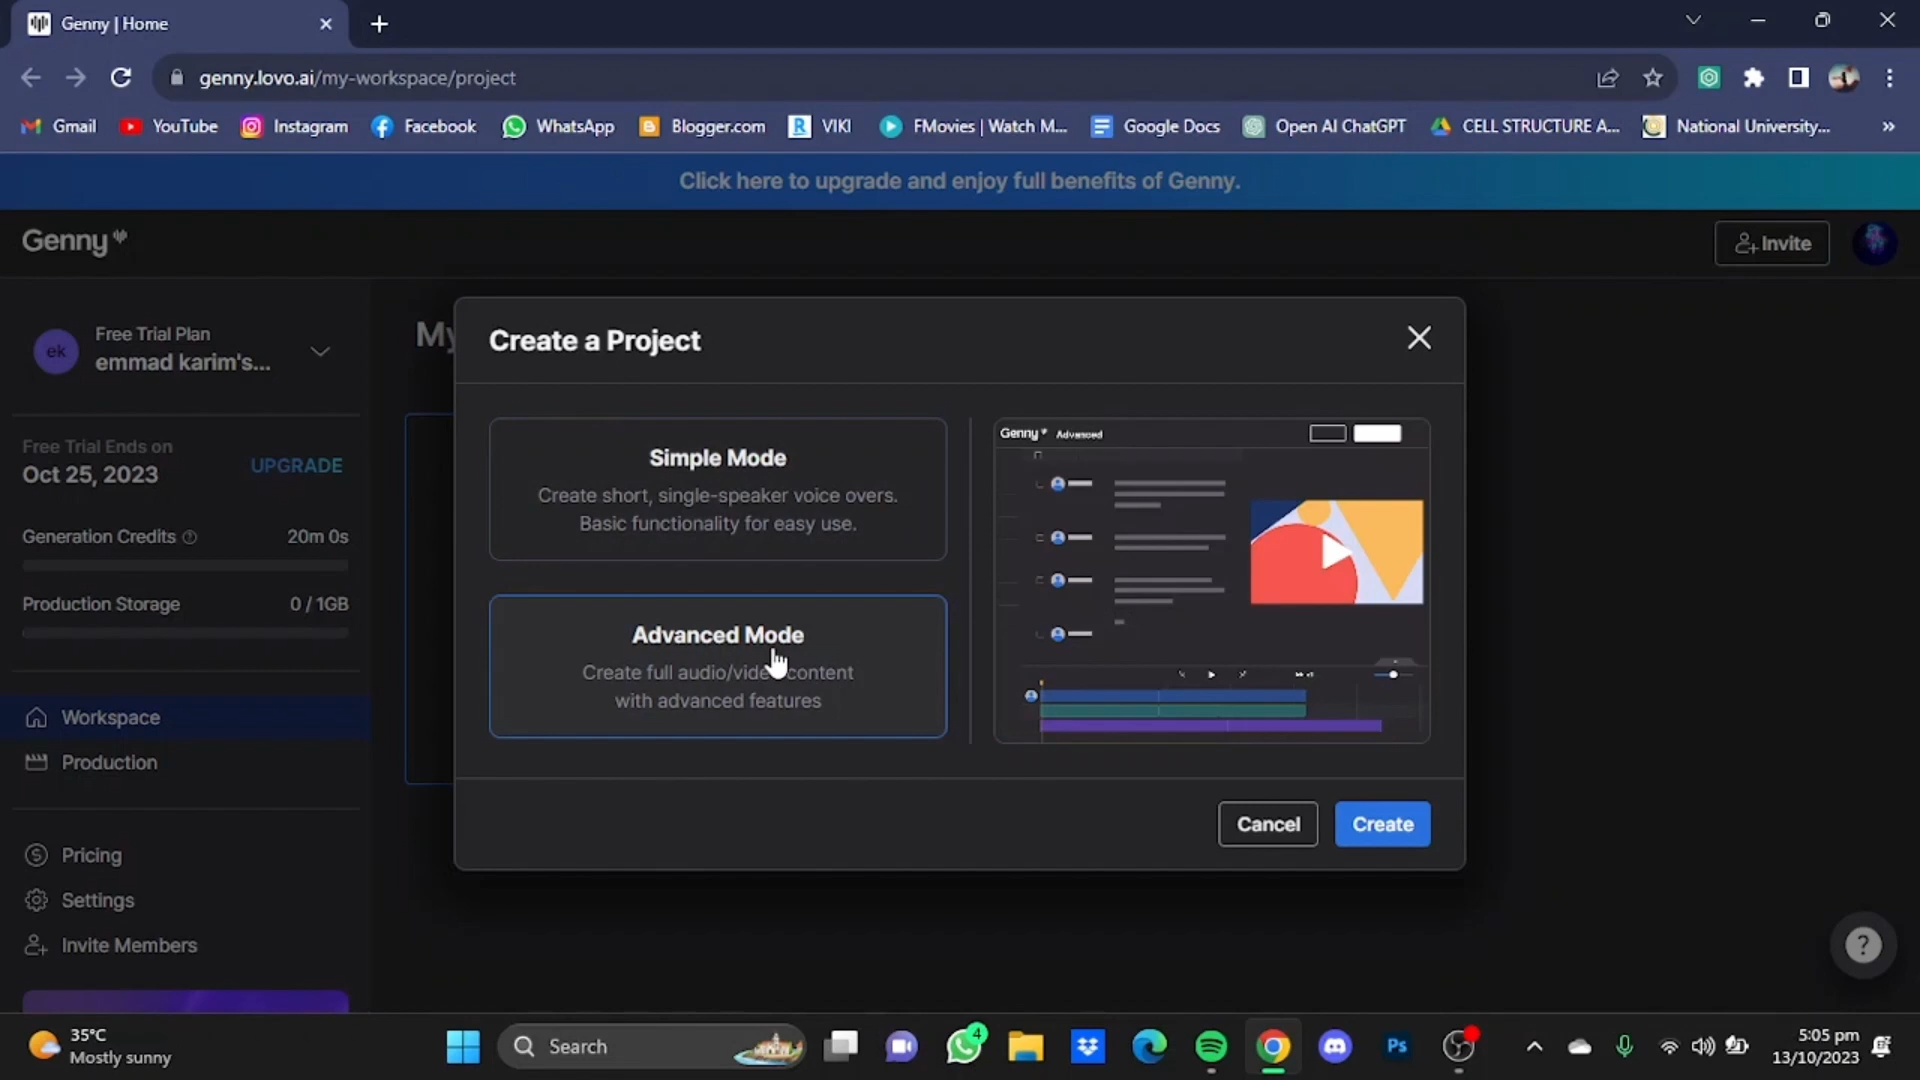 Genny | Home
genny.lovo.ai/my-workspace/project
Gmail
YouTube
Instagram
Facebook
WhatsApp
Blogger.com
VIKI
FMovies | Watch M...
Google Docs
Open AI ChatGPT
CELL STRUCTURE A...
National University...
»
Click here to upgrade and enjoy full benefits of Genny.
Genny
Invite
ek
Free Trial Plan
emmad karim's...
My
Create a Project
Free Trial Ends on
Oct 25, 2023
UPGRADE
Generation Credits
20m 0s
Production Storage
0 / 1GB
Simple Mode
Create short, single-speaker voice overs.
Basic functionality for easy use.
Advanced Mode
Create full audio/video content
with advanced features
Genny Advanced
Workspace
Production
Cancel
Create
Pricing
Settings
Invite Members
?
35°C
Mostly sunny
Search
4
Ps
5:05 pm
13/10/2023